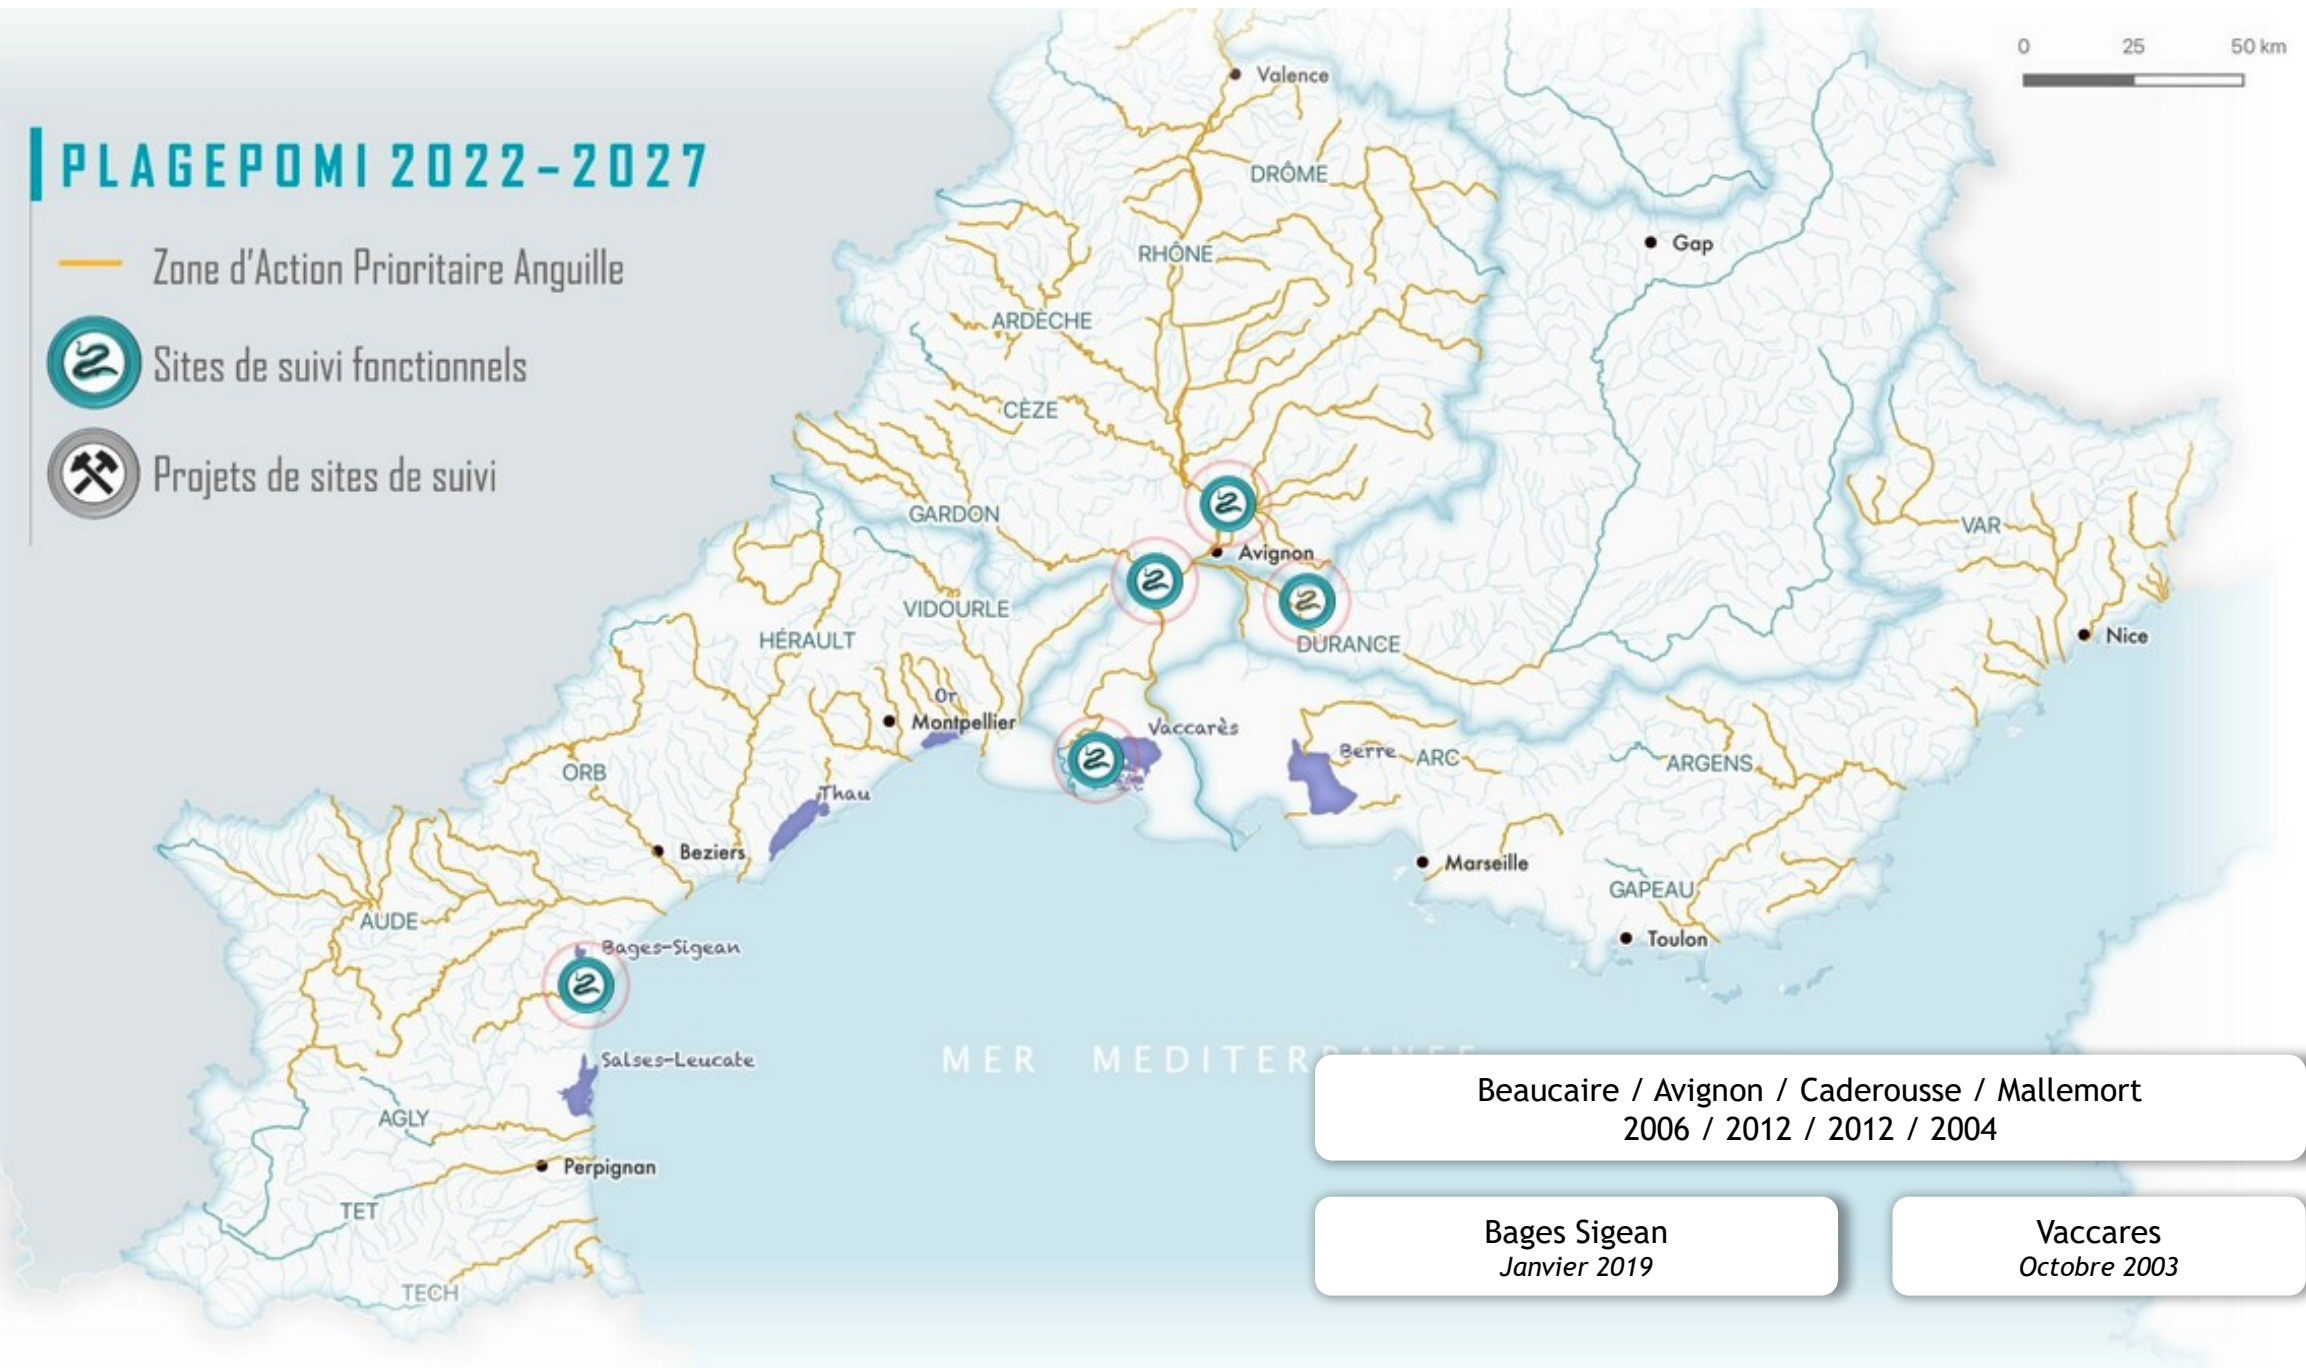 0 25 50 km
Valence
PLAGEPOMI 2022-2027
DRÔME
Gap
RHÔNE
Zone d'Action Prioritaire Anguille
ARDÈCHE
Sites de suivi fonctionnels
CÈZE
Projets de sites de suivi
GARDON
VAR
Avignon
VIDOURLE
HÉRAULT
DURANCE
Nice
Or
Montpellier
Vaccarès
Berre
ARC
ARGENS
ORB
Thau
Beziers
Marseille
GAPEAU
AUDE
Toulon
Bages-Sigean
Salses-Leucate
MER MEDITERRANEE
AGLY
Perpignan
TET
TECH
Beaucaire / Avignon / Caderousse / Mallemort
2006 / 2012 / 2012 / 2004
Bages Sigean
Janvier 2019
Vaccares
Octobre 2003